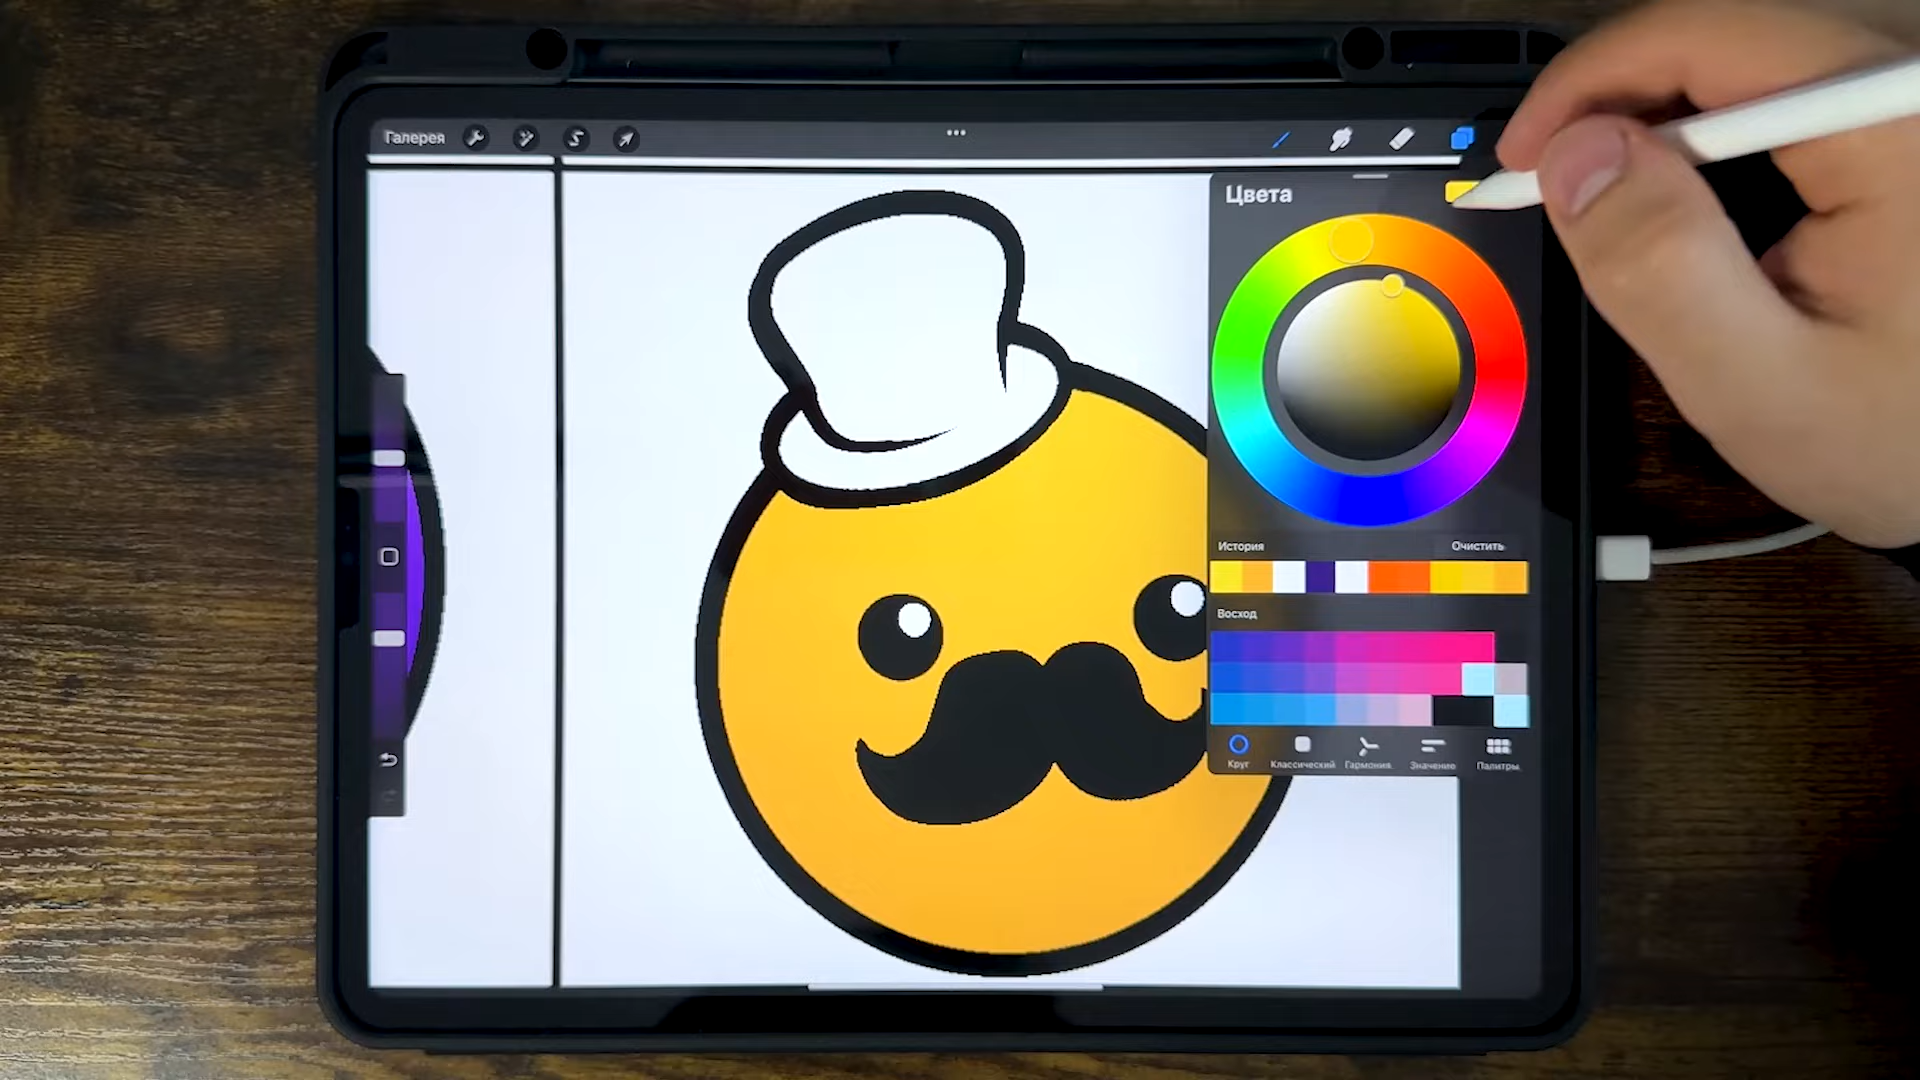 Галерея
Цвета
История
Очистить
Восход
Круг
Классический
Гармония.
Значение
Палитры.